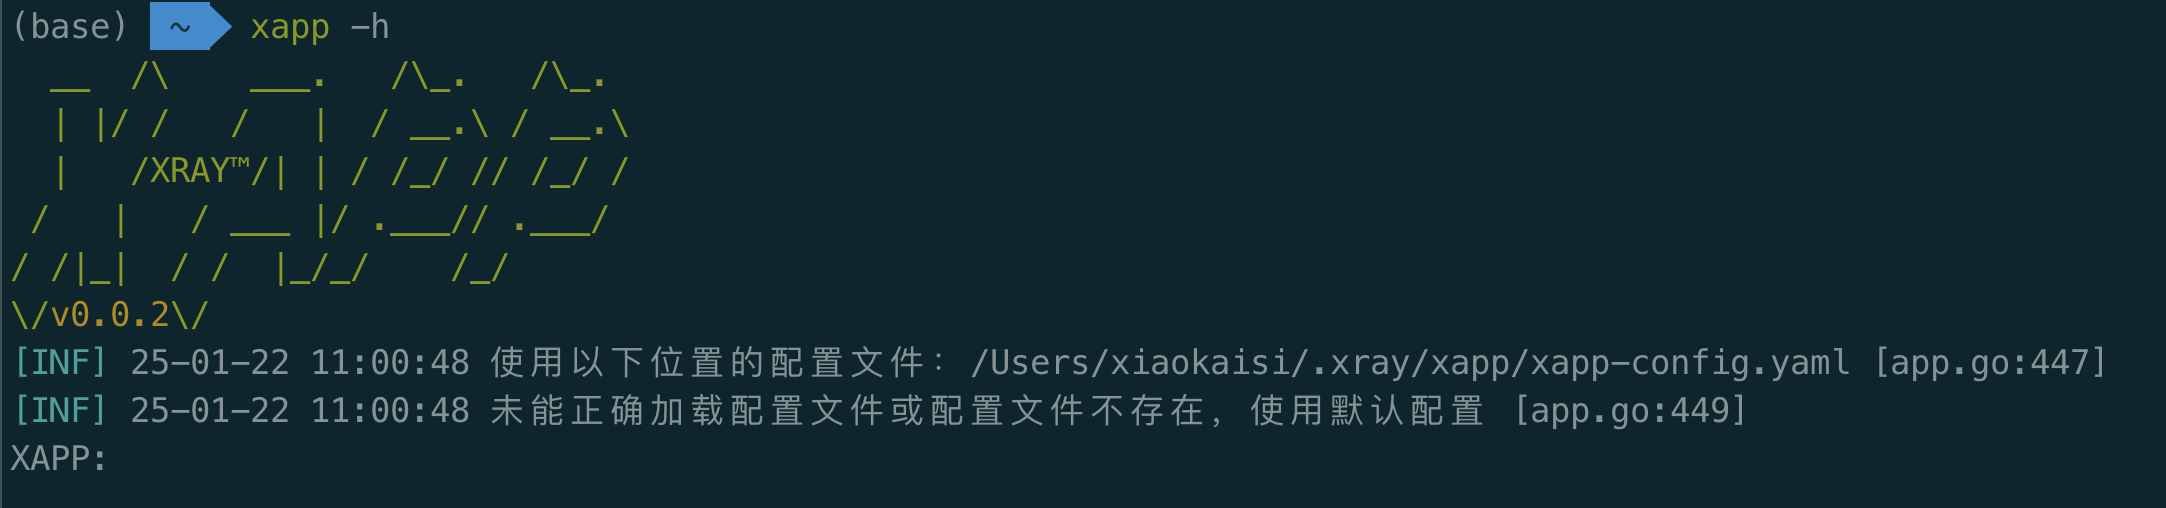 (base) ~ xapp -h
   __  /\    ___.   /\_.   /\_.
  | |/ /   /   |  / __.\ / __.\
  |   /XRAY™/| | / /_/ // /_/ /
 /   |   / ___ |/ .___// .___/
/ /|_|  / /  |_/_/    /_/
\/v0.0.2\/
[INF] 25-01-22 11:00:48 使用以下位置的配置文件：/Users/xiaokaisi/.xray/xapp/xapp-config.yaml [app.go:447]
[INF] 25-01-22 11:00:48 未能正确加载配置文件或配置文件不存在，使用默认配置 [app.go:449]
XAPP: